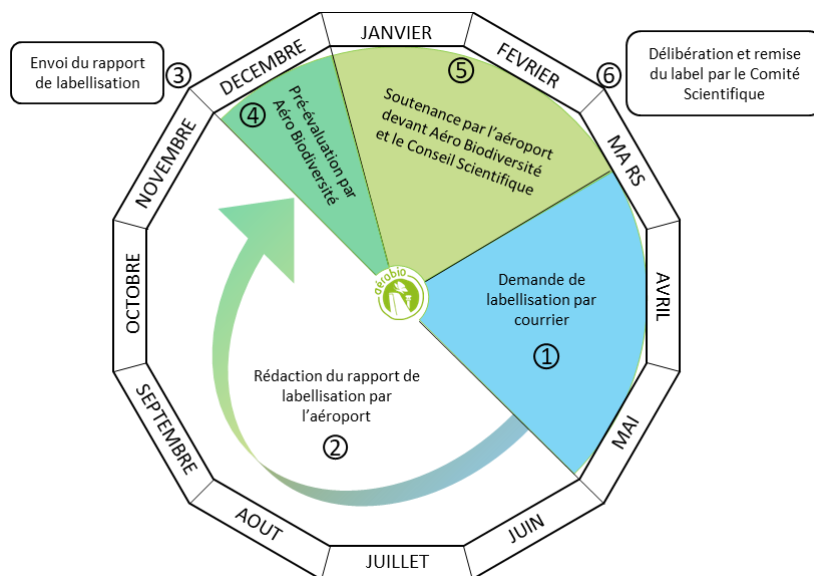 JANVIER
FEVRIER
MA RS
AVRIL
MAI
JUIN
JUILLET
AOUT
SEPTEMBRE
OCTOBRE
NOVEMBRE
DECEMBRE
Demande de
labellisation par
courrier
1
Rédaction du rapport de
labellisation par
l’aéroport
2
Envoi du rapport
de labellisation
3
4
Pré-évaluation par
Aéro Biodiversité
5
Soutenance par l’aéroport
devant Aéro Biodiversité
et le Conseil Scientifique
6
Délibération et remise
du label par le Comité
Scientifique
aérobio